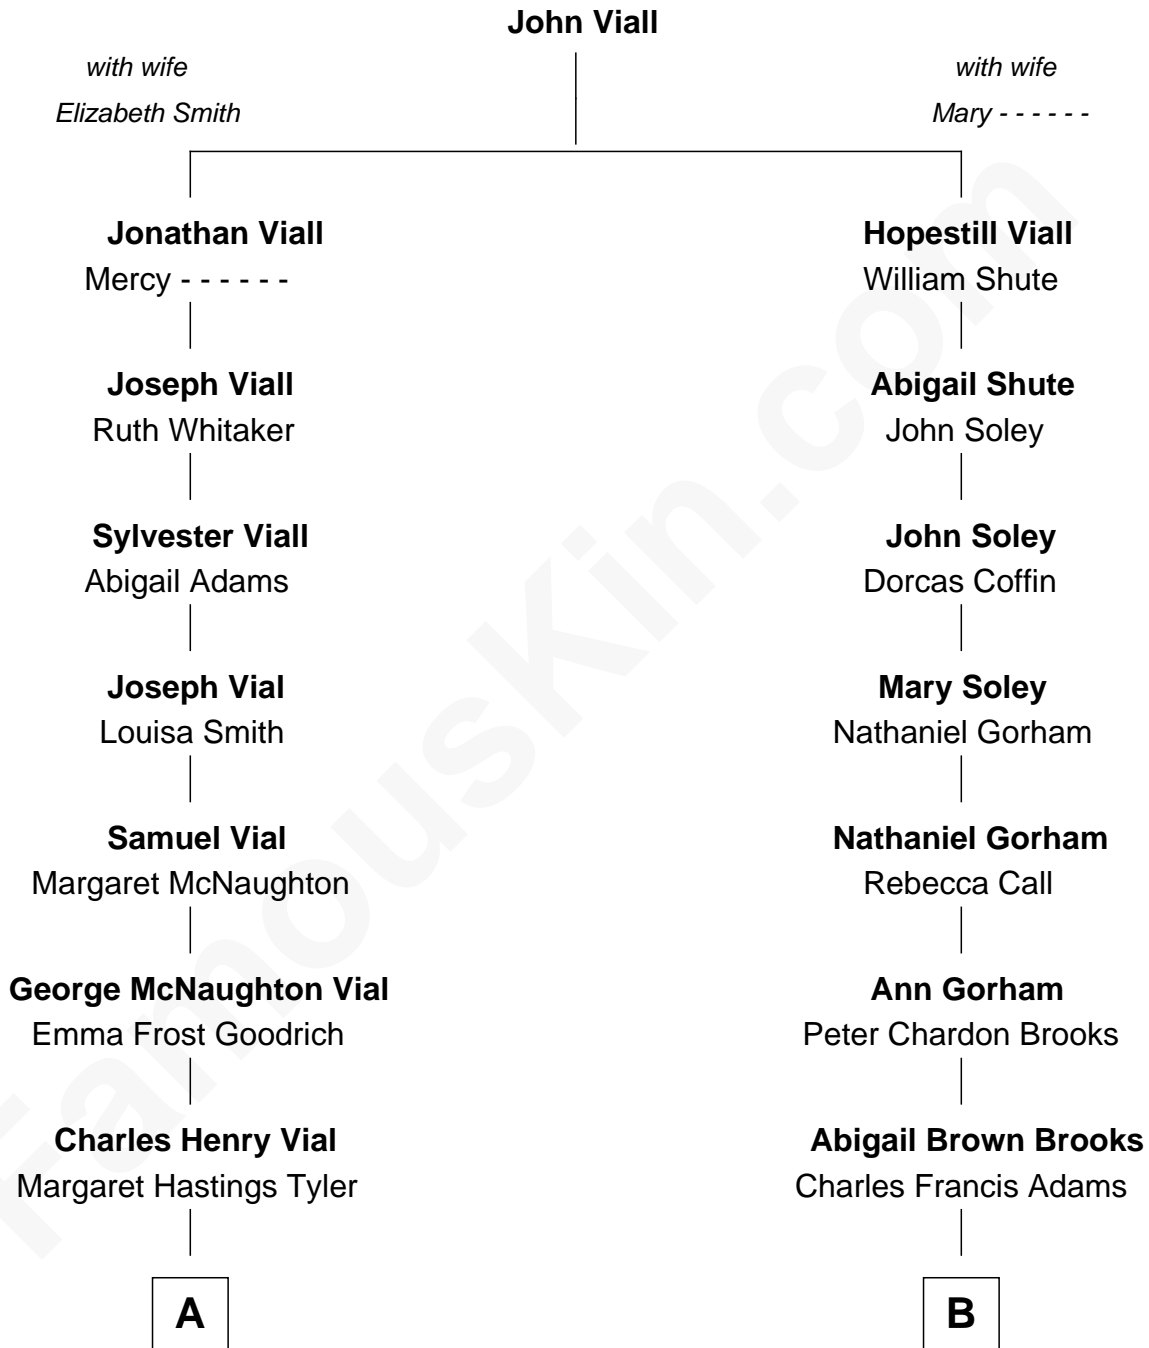 John Viall
with wife
Elizabeth Smith
with wife
Mary - - - - - -
Jonathan Viall
Mercy - - - - - -
Hopestill Viall
William Shute
Joseph Viall
Ruth Whitaker
Abigail Shute
John Soley
Sylvester Viall
Abigail Adams
John Soley
Dorcas Coffin
Joseph Vial
Louisa Smith
Mary Soley
Nathaniel Gorham
Samuel Vial
Margaret McNaughton
Nathaniel Gorham
Rebecca Call
George McNaughton Vial
Emma Frost Goodrich
Ann Gorham
Peter Chardon Brooks
Charles Henry Vial
Margaret Hastings Tyler
Abigail Brown Brooks
Charles Francis Adams
A
B
FamousKin.com